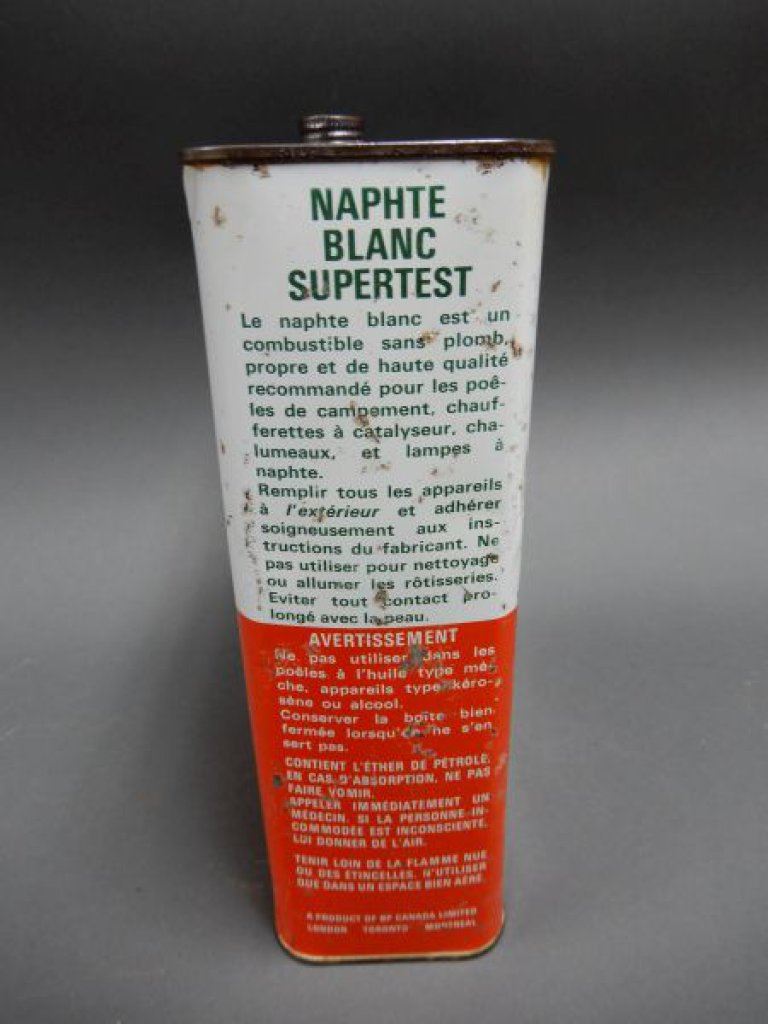 NAPHTE
BLANC
SUPERTEST
Le naphte blanc est un
combustible sans plomb,
propre et de haute qualité
recommandé pour les poê-
les de campement, chauf-
ferettes à catalyseur, cha-
lumeaux, et lampes à
naphte.
Remplir tous les appareils
à l'extérieur et adhérer
soigneusement aux ins-
tructions du fabricant. Ne
pas utiliser pour nettoyage
ou allumer les rôtisseries.
Eviter tout contact pro-
longé avec la peau.
AVERTISSEMENT
Ne pas utiliser dans les
poêles à l'huile type mè-
che, appareils type kéro-
sène ou alcool.
Conserver la boîte bien
fermée lorsqu'on ne s'en
sert pas.
CONTIENT L'ÉTHER DE PÉTROLE.
EN CAS D'ABSORPTION, NE PAS
FAIRE VOMIR.
APPELER IMMÉDIATEMENT UN
MÉDECIN. SI LA PERSONNE IN-
COMMODÉE EST INCONSCIENTE,
LUI DONNER DE L'AIR.
TENIR LOIN DE LA FLAMME NUE
OU DES ÉTINCELLES. N'UTILISER
QUE DANS UN ESPACE BIEN AÉRÉ.
A PRODUCT OF BP CANADA LIMITED
LONDON TORONTO MONTREAL